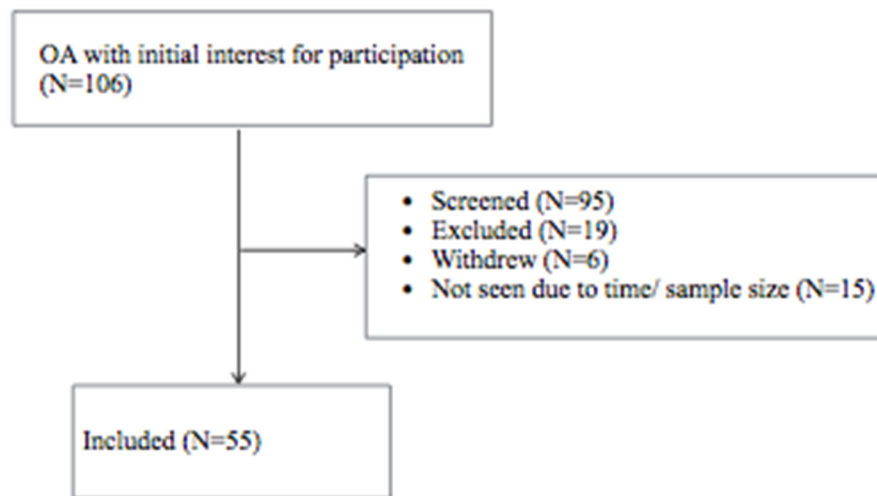 OA with initial interest for participation
(N=106)
• Screened (N=95)
• Excluded (N=19)
• Withdrew (N=6)
• Not seen due to time/ sample size (N=15)
Included (N=55)